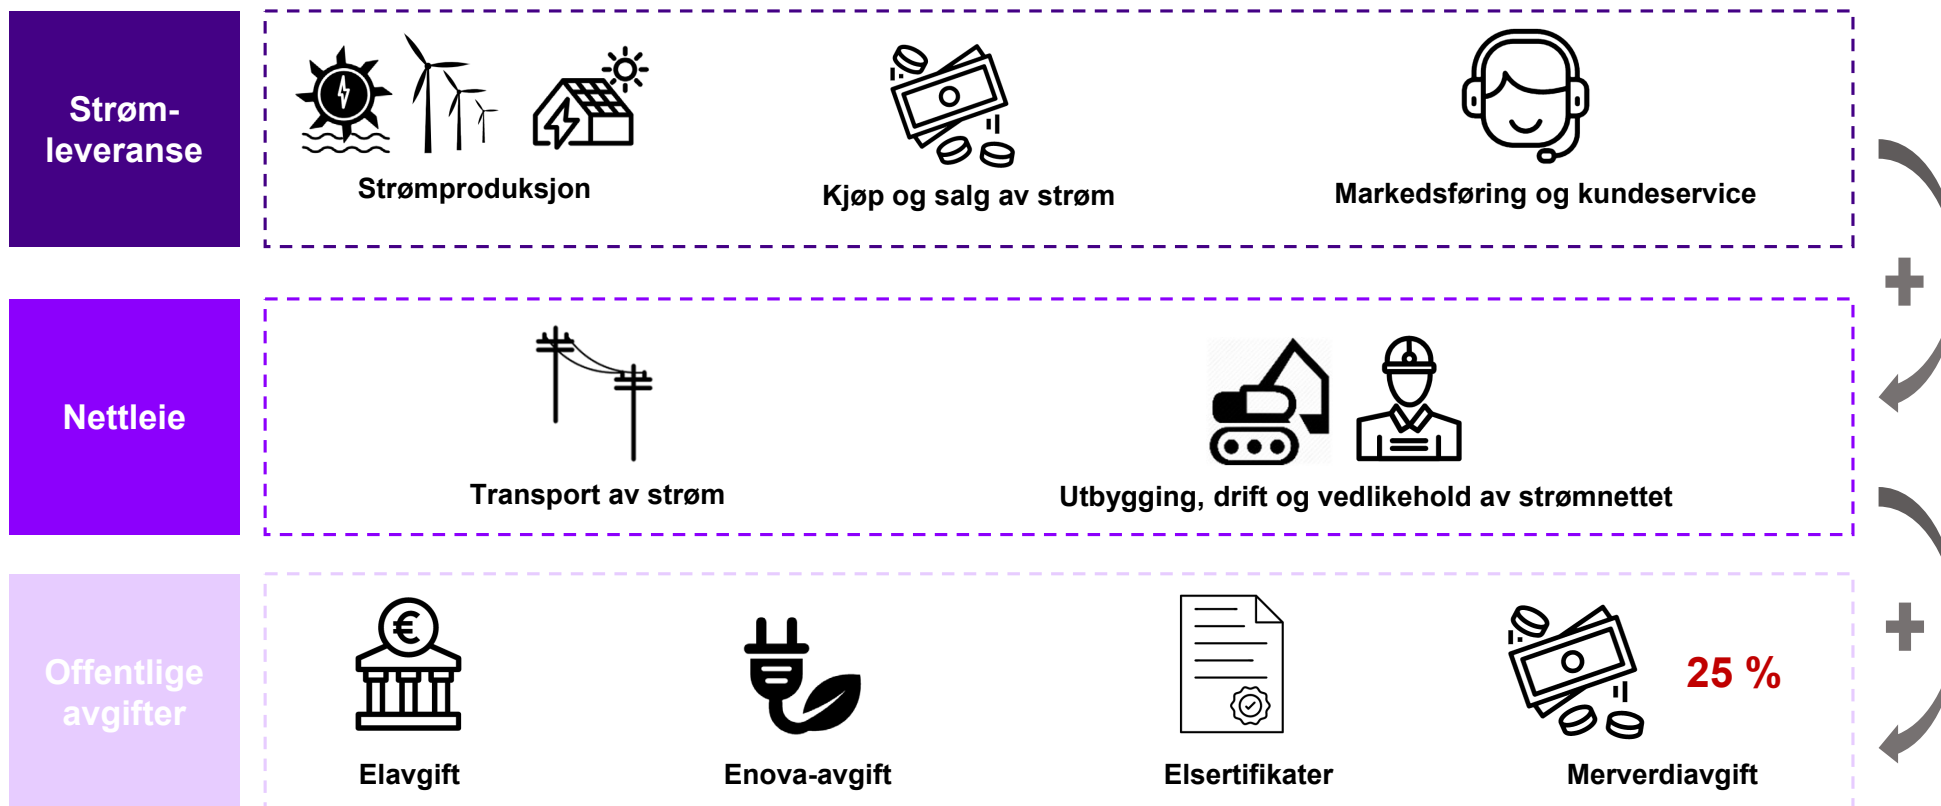 Strøm-
leveranse
Strømproduksjon
Kjøp og salg av strøm
Markedsføring og kundeservice
Nettleie
Transport av strøm
Utbygging, drift og vedlikehold av strømnettet
Offentlige
avgifter
€
25 %
Elavgift
Enova-avgift
Elsertifikater
Merverdiavgift